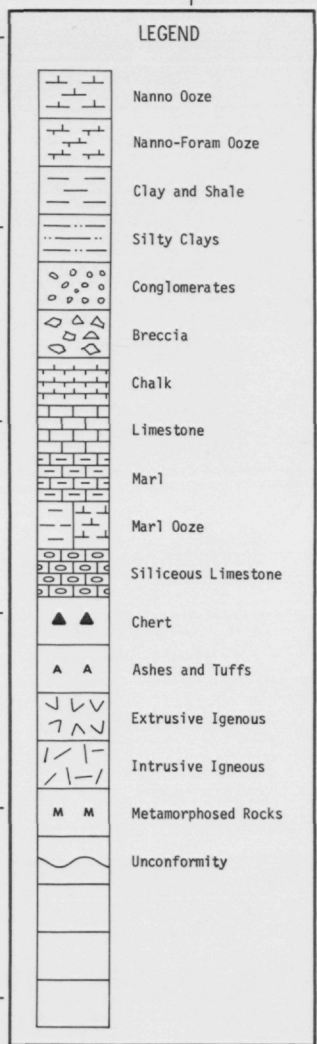 LEGEND
Nanno Ooze
Nanno-Foram Ooze
Clay and Shale
Silty Clays
Conglomerates
Breccia
Chalk
Limestone
Marl
Marl Ooze
Siliceous Limestone
Chert
A A Ashes and Tuffs
Extrusive Igenous
Intrusive Igneous
M M Metamorphosed Rocks
Unconformity